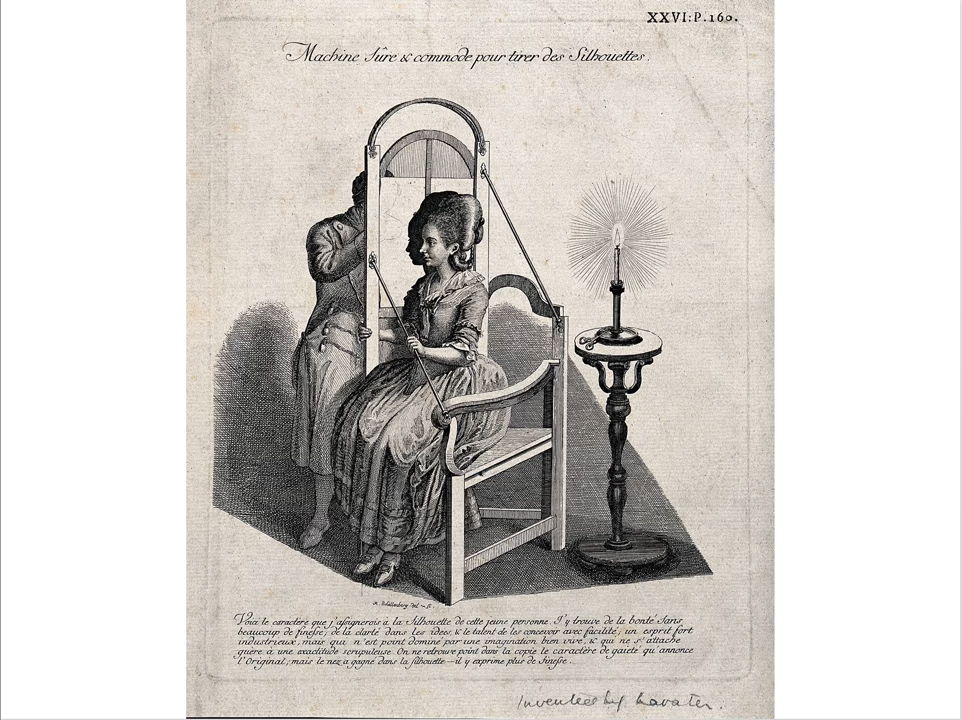 XXVI:P.160.
Machine sûre & commode pour tirer des Silhouettes.
R. Schellenberg del. & f.
Voici le caractère que j'assignerois à la Silhouette de cette jeune personne. J'y trouve de la bonté sans
beaucoup de finesse; de la clarté dans les idées, & le talent de les concevoir avec facilité; un esprit fort
industrieux, mais qui n'est point dominé par une imagination bien vive, & qui ne s'attache
guère à une exactitude scrupuleuse. On ne retrouve point dans la copie le caractère de gaieté qu'annonce
l'Original; mais le nez a gagné dans la silhouette — il y exprime plus de finesse.
Invented by Lavater.